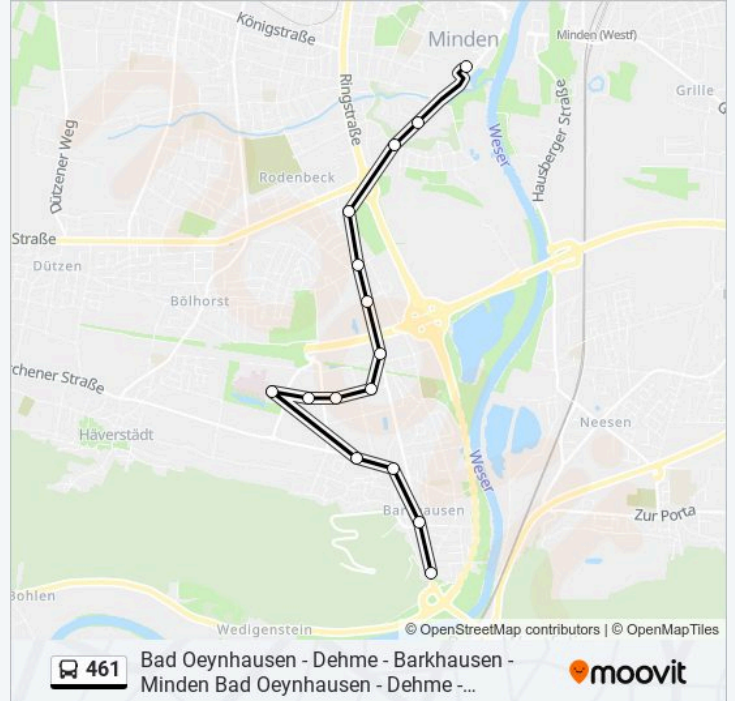 Königstraße
Minden
Minden (Westf)
Ringstraße
Grille
Weser
Hausberger Straße
Dützener Weg
Rodenbeck
Straße
Dützen
Bölhorst
chener Straße
Neesen
Häverstädt
Weser
Zur Porta
Bohlen
Wedigenstein
© OpenStreetMap contributors | © OpenMapTiles
461
Bad Oeynhausen - Dehme - Barkhausen -
Minden Bad Oeynhausen - Dehme -...
moovit